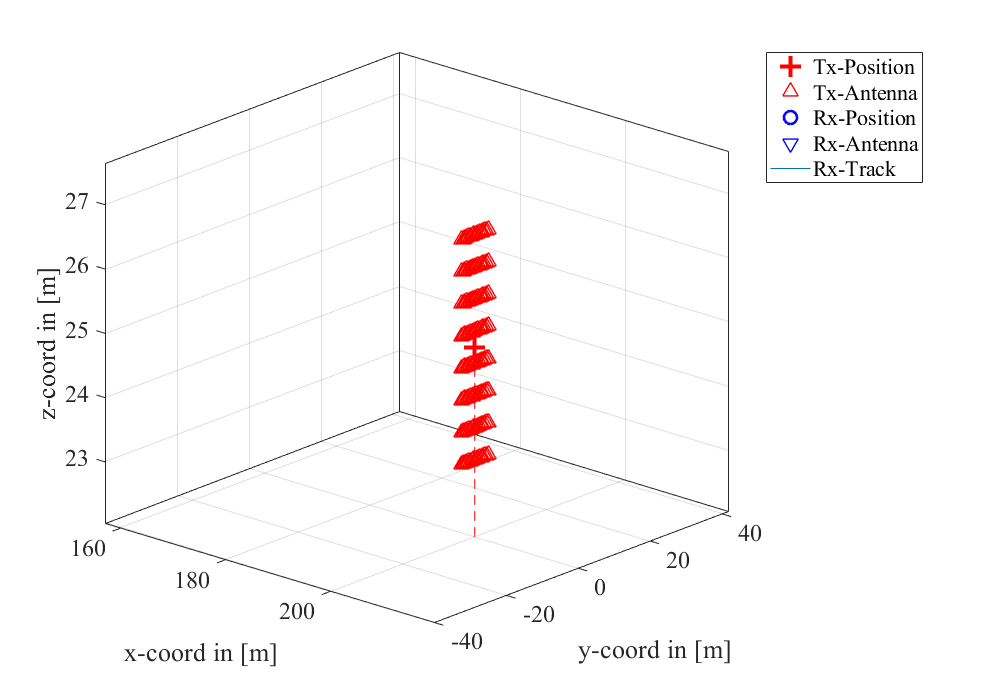 Tx-Position
Tx-Antenna
Rx-Position
Rx-Antenna
Rx-Track
27
26
25
24
23
z-coord in [m]
160
180
200
x-coord in [m]
-40
-20
0
20
40
y-coord in [m]